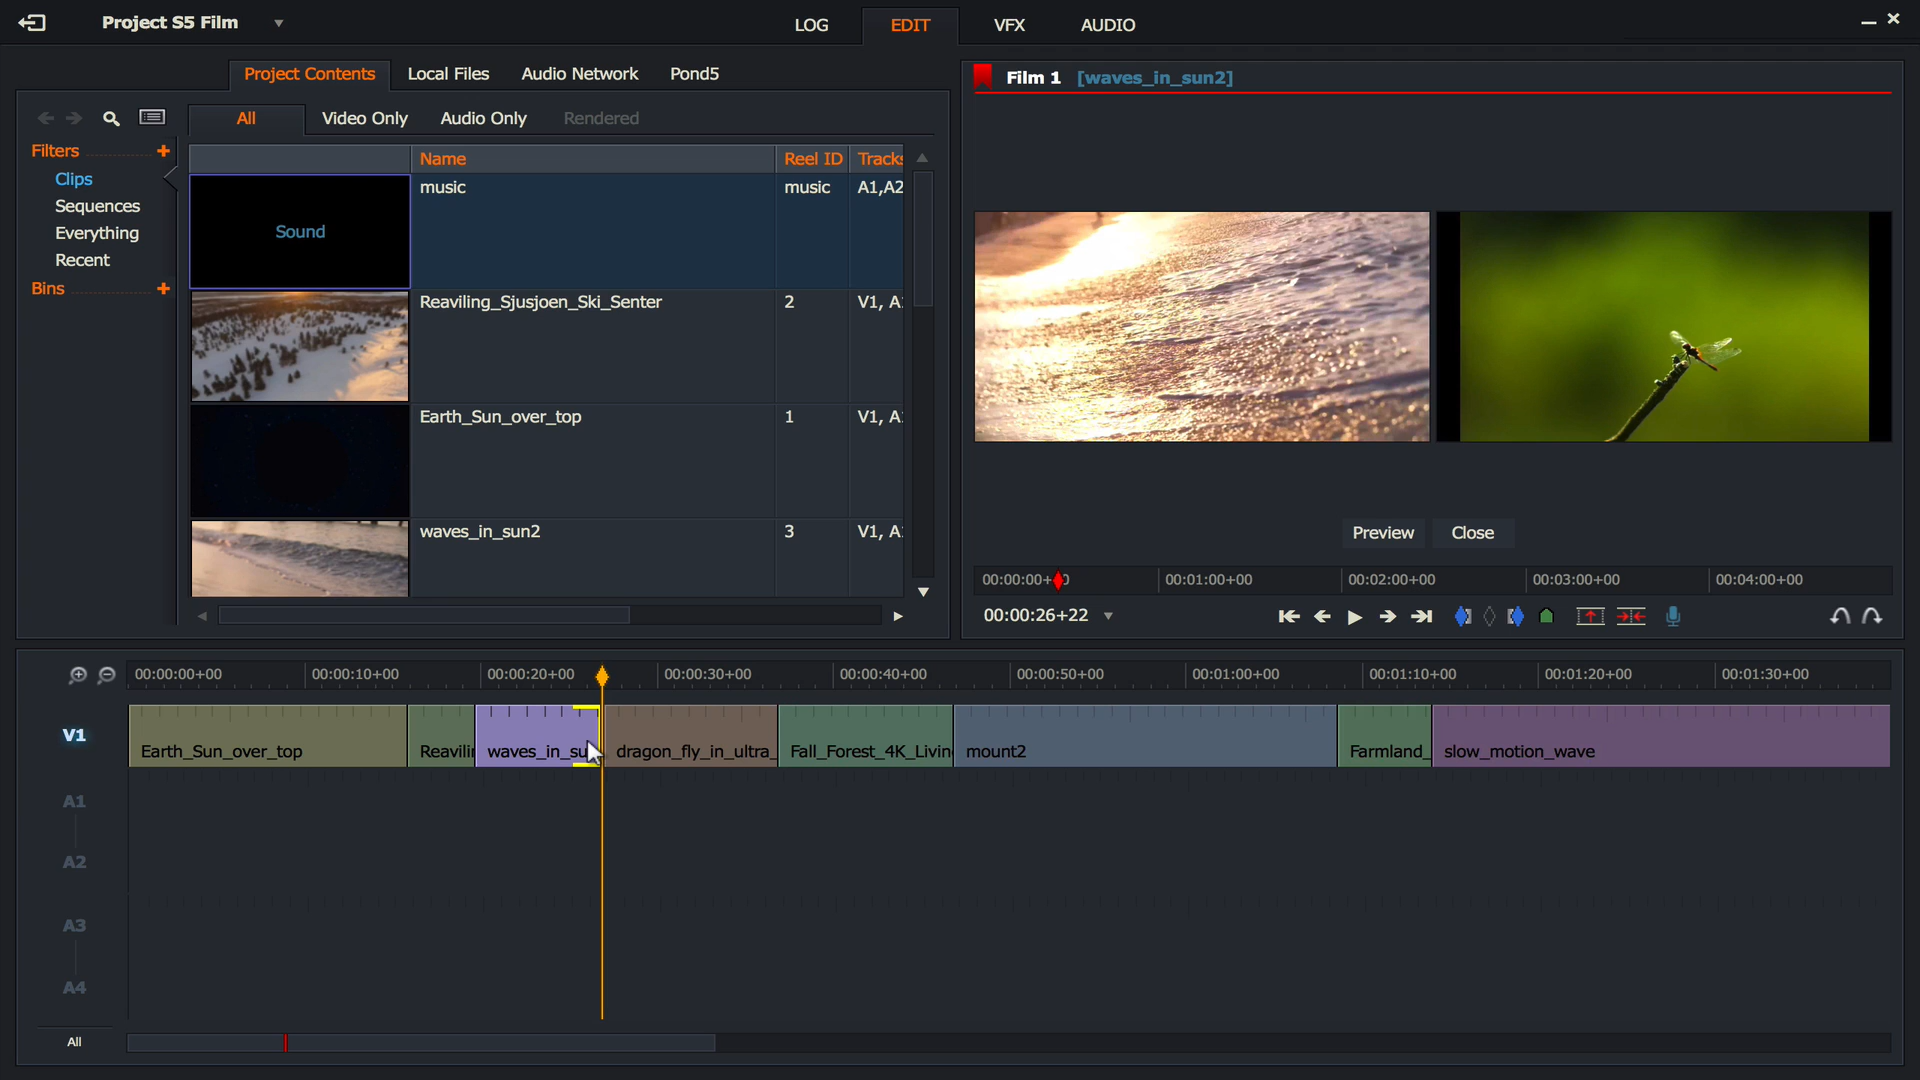 Project S5 Film
LOG EDIT VFX AUDIO
Project Contents Local Files Audio Network Pond5
Film 1 [waves_in_sun2]
All Video Only Audio Only Rendered
Filters
Clips
Sequences
Everything
Recent
Bins
Name Reel ID Tracks
Sound music music A1,A2
Reaviling_Sjusjoen_Ski_Senter 2 V1, A
Earth_Sun_over_top 1 V1, A
waves_in_sun2 3 V1, A
Preview Close
00:00:00+ 0 00:01:00+00 00:02:00+00 00:03:00+00 00:04:00+00
00:00:26+22
00:00:00+00 00:00:10+00 00:00:20+00 00:00:30+00 00:00:40+00 00:00:50+00 00:01:00+00 00:01:10+00 00:01:20+00 00:01:30+00
V1
Earth_Sun_over_top Reavili waves_in_su dragon_fly_in_ultra_ Fall_Forest_4K_Livin mount2 Farmland_ slow_motion_wave
A1
A2
A3
A4
All